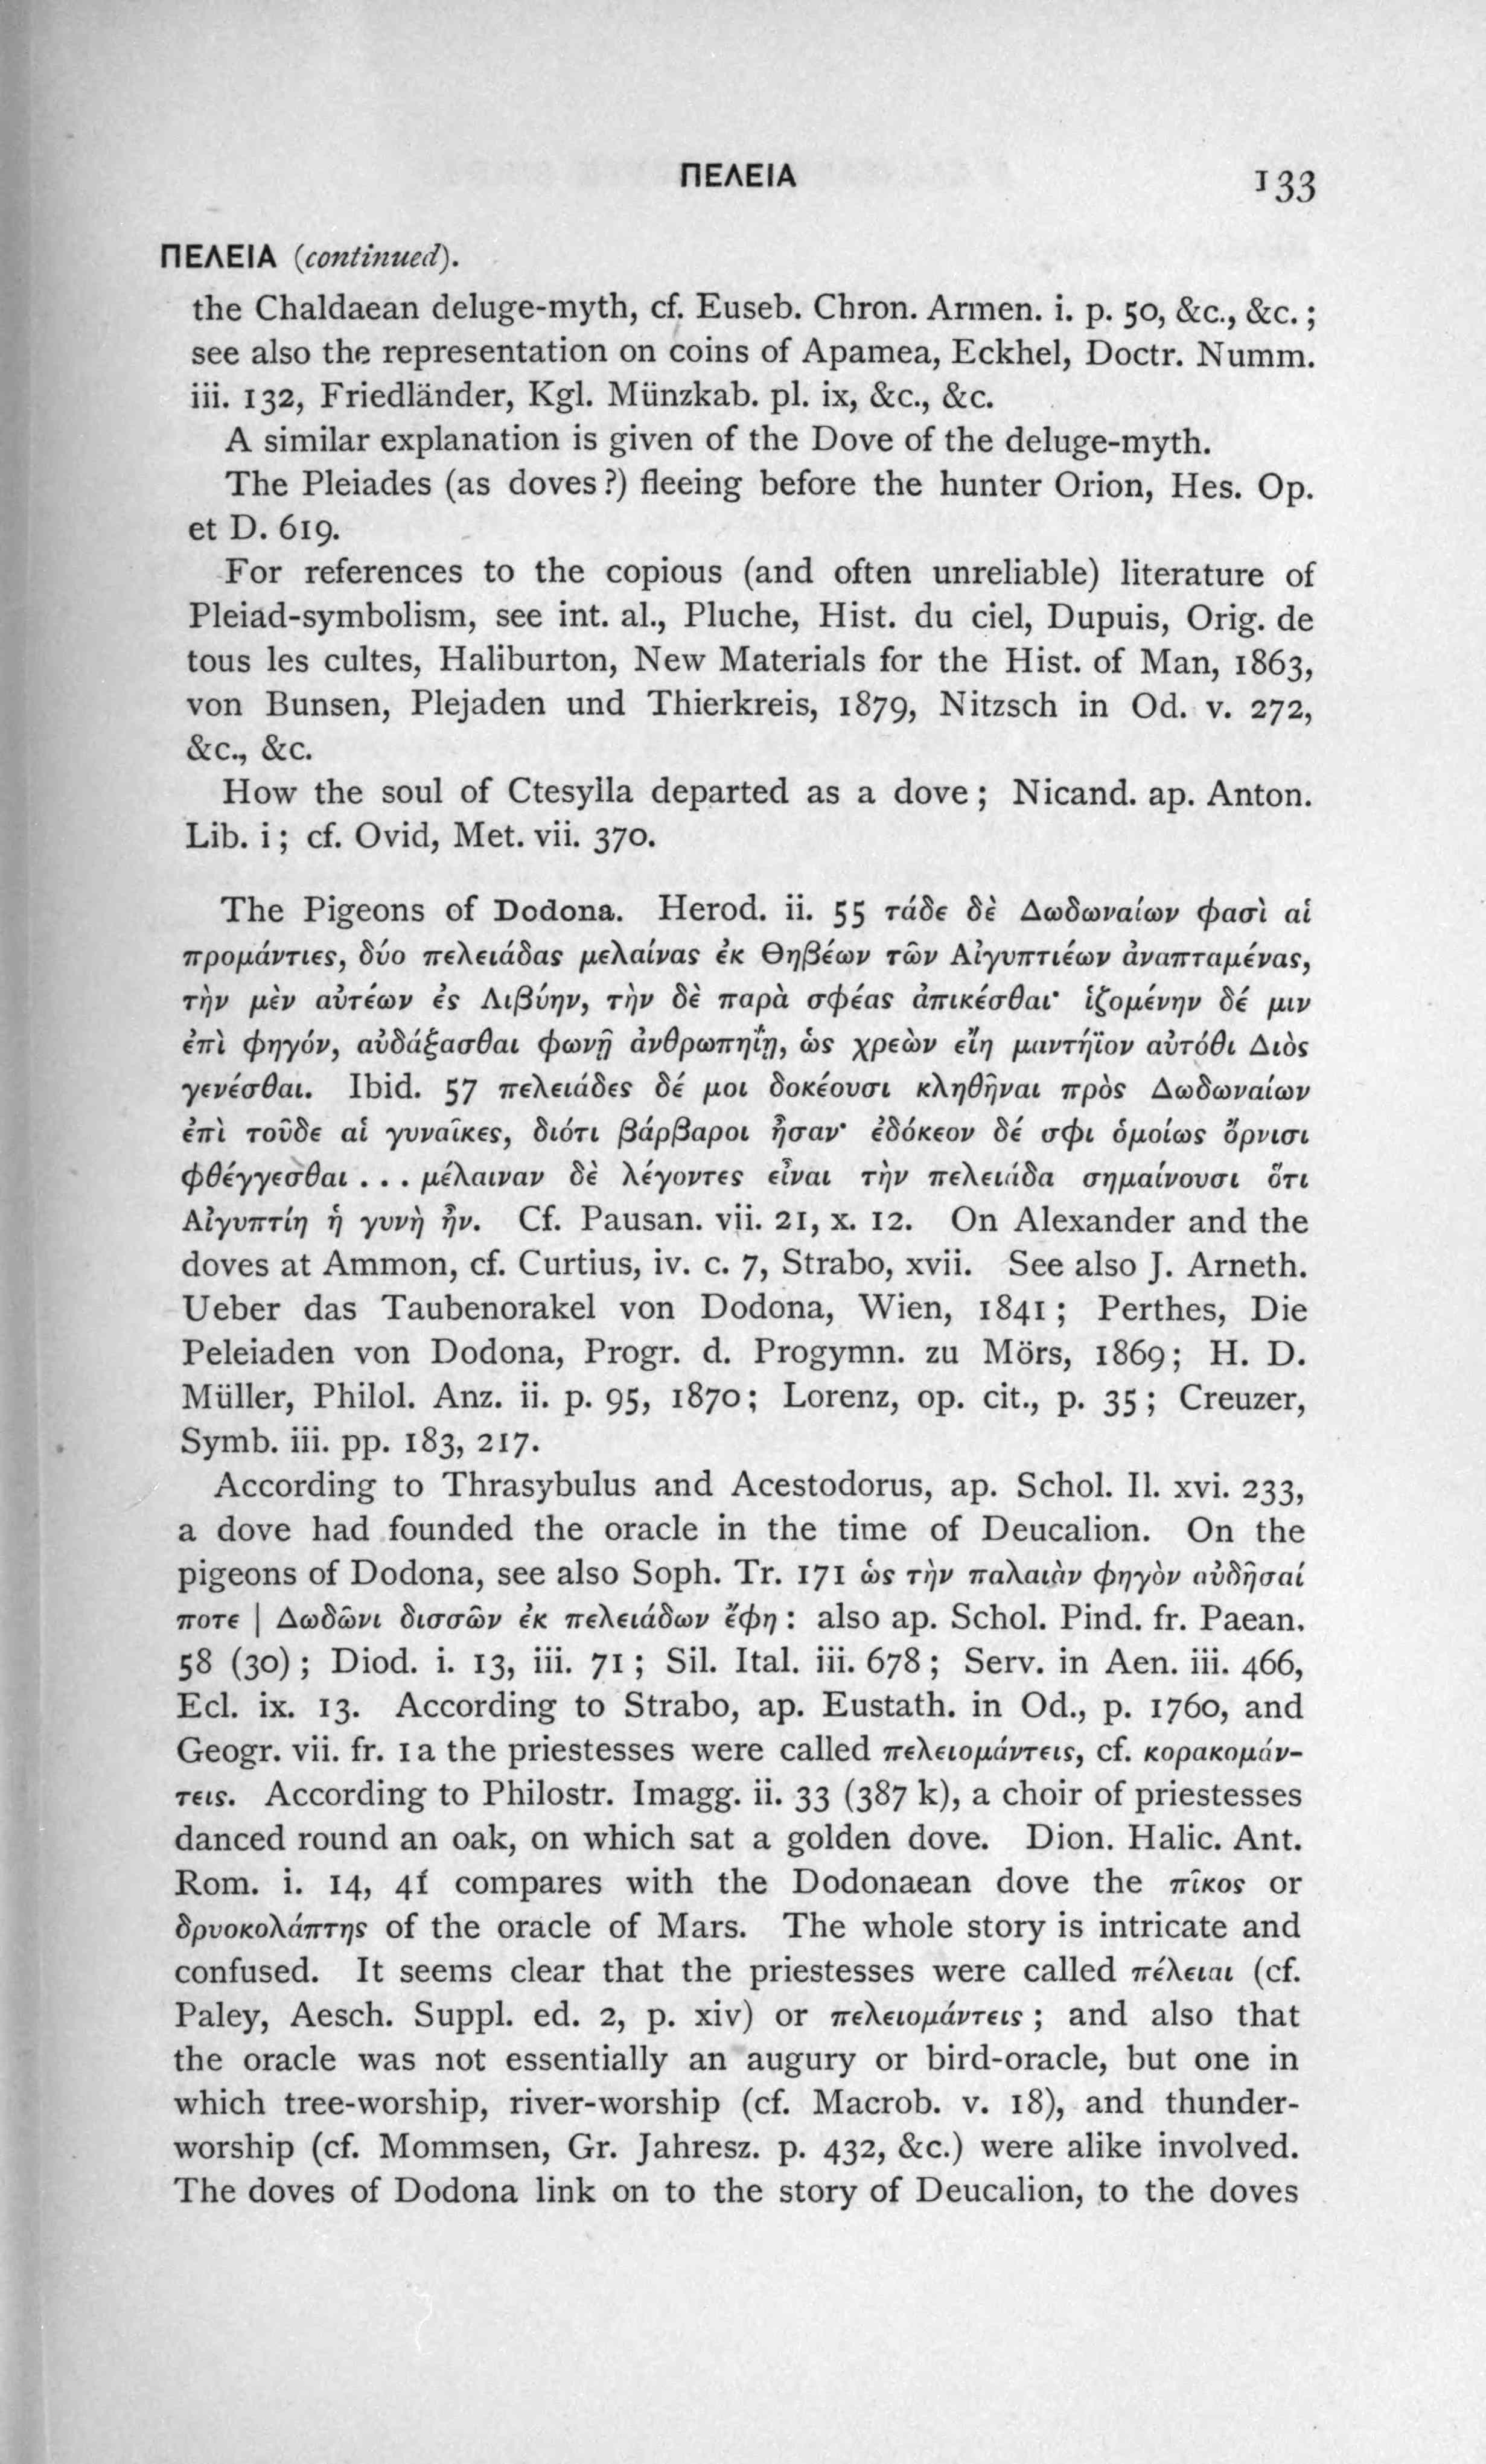 ΠΕΛΕΙΑ 133
ΠΕΛΕΙΑ (continued).
the Chaldaean deluge-myth, cf. Euseb. Chron. Armen. i. p. 50, &c., &c. ;
see also the representation on coins of Apamea, Eckhel, Doctr. Numm.
iii. 132, Friedländer, Kgl. Münzkab. pl. ix, &c., &c.
A similar explanation is given of the Dove of the deluge-myth.
The Pleiades (as doves ?) fleeing before the hunter Orion, Hes. Op.
et D. 619.
For references to the copious (and often unreliable) literature of
Pleiad-symbolism, see int. al., Pluche, Hist. du ciel, Dupuis, Orig. de
tous les cultes, Haliburton, New Materials for the Hist. of Man, 1863,
von Bunsen, Plejaden und Thierkreis, 1879, Nitzsch in Od. v. 272,
&c., &c.
How the soul of Ctesylla departed as a dove ; Nicand. ap. Anton.
Lib. i ; cf. Ovid, Met. vii. 370.
The Pigeons of Dodona. Herod. ii. 55 τάδε δὲ Δωδωναίων φασὶ αἱ
προμάντιες, δύο πελειάδας μελαίνας ἐκ Θηβέων τῶν Αἰγυπτιέων ἀναπταμένας,
τὴν μὲν αὐτέων ἐς Λιβύην, τὴν δὲ παρὰ σφέας ἀπικέσθαι· ἱζομένην δέ μιν
ἐπὶ φηγόν, αὐδάξασθαι φωνῇ ἀνθρωπηΐῃ, ὡς χρεὼν εἴη μαντήϊον αὐτόθι Διὸς
γενέσθαι. Ibid. 57 πελειάδες δέ μοι δοκέουσι κληθῆναι πρὸς Δωδωναίων
ἐπὶ τοῦδε αἱ γυναῖκες, διότι βάρβαροι ἦσαν· ἐδόκεον δέ σφι ὁμοίως ὄρνισι
φθέγγεσθαι . . . μέλαιναν δὲ λέγοντες εἶναι τὴν πελειάδα σημαίνουσι ὅτι
Αἰγυπτίη ἡ γυνὴ ἦν. Cf. Pausan. vii. 21, x. 12. On Alexander and the
doves at Ammon, cf. Curtius, iv. c. 7, Strabo, xvii. See also J. Arneth.
Ueber das Taubenorakel von Dodona, Wien, 1841 ; Perthes, Die
Peleiaden von Dodona, Progr. d. Progymn. zu Mörs, 1869; H. D.
Müller, Philol. Anz. ii. p. 95, 1870; Lorenz, op. cit., p. 35 ; Creuzer,
Symb. iii. pp. 183, 217.
According to Thrasybulus and Acestodorus, ap. Schol. Il. xvi. 233,
a dove had founded the oracle in the time of Deucalion. On the
pigeons of Dodona, see also Soph. Tr. 171 ὡς τὴν παλαιὰν φηγὸν αὐδῆσαί
ποτε | Δωδῶνι δισσῶν ἐκ πελειάδων ἔφη : also ap. Schol. Pind. fr. Paean.
58 (30) ; Diod. i. 13, iii. 71 ; Sil. Ital. iii. 678 ; Serv. in Aen. iii. 466,
Ecl. ix. 13. According to Strabo, ap. Eustath. in Od., p. 1760, and
Geogr. vii. fr. 1 a the priestesses were called πελειομάντεις, cf. κορακομάν-
τεις. According to Philostr. Imagg. ii. 33 (387 k), a choir of priestesses
danced round an oak, on which sat a golden dove. Dion. Halic. Ant.
Rom. i. 14, 41 compares with the Dodonaean dove the πῖκος or
δρυοκολάπτης of the oracle of Mars. The whole story is intricate and
confused. It seems clear that the priestesses were called πέλειαι (cf.
Paley, Aesch. Suppl. ed. 2, p. xiv) or πελειομάντεις ; and also that
the oracle was not essentially an augury or bird-oracle, but one in
which tree-worship, river-worship (cf. Macrob. v. 18), and thunder-
worship (cf. Mommsen, Gr. Jahresz. p. 432, &c.) were alike involved.
The doves of Dodona link on to the story of Deucalion, to the doves